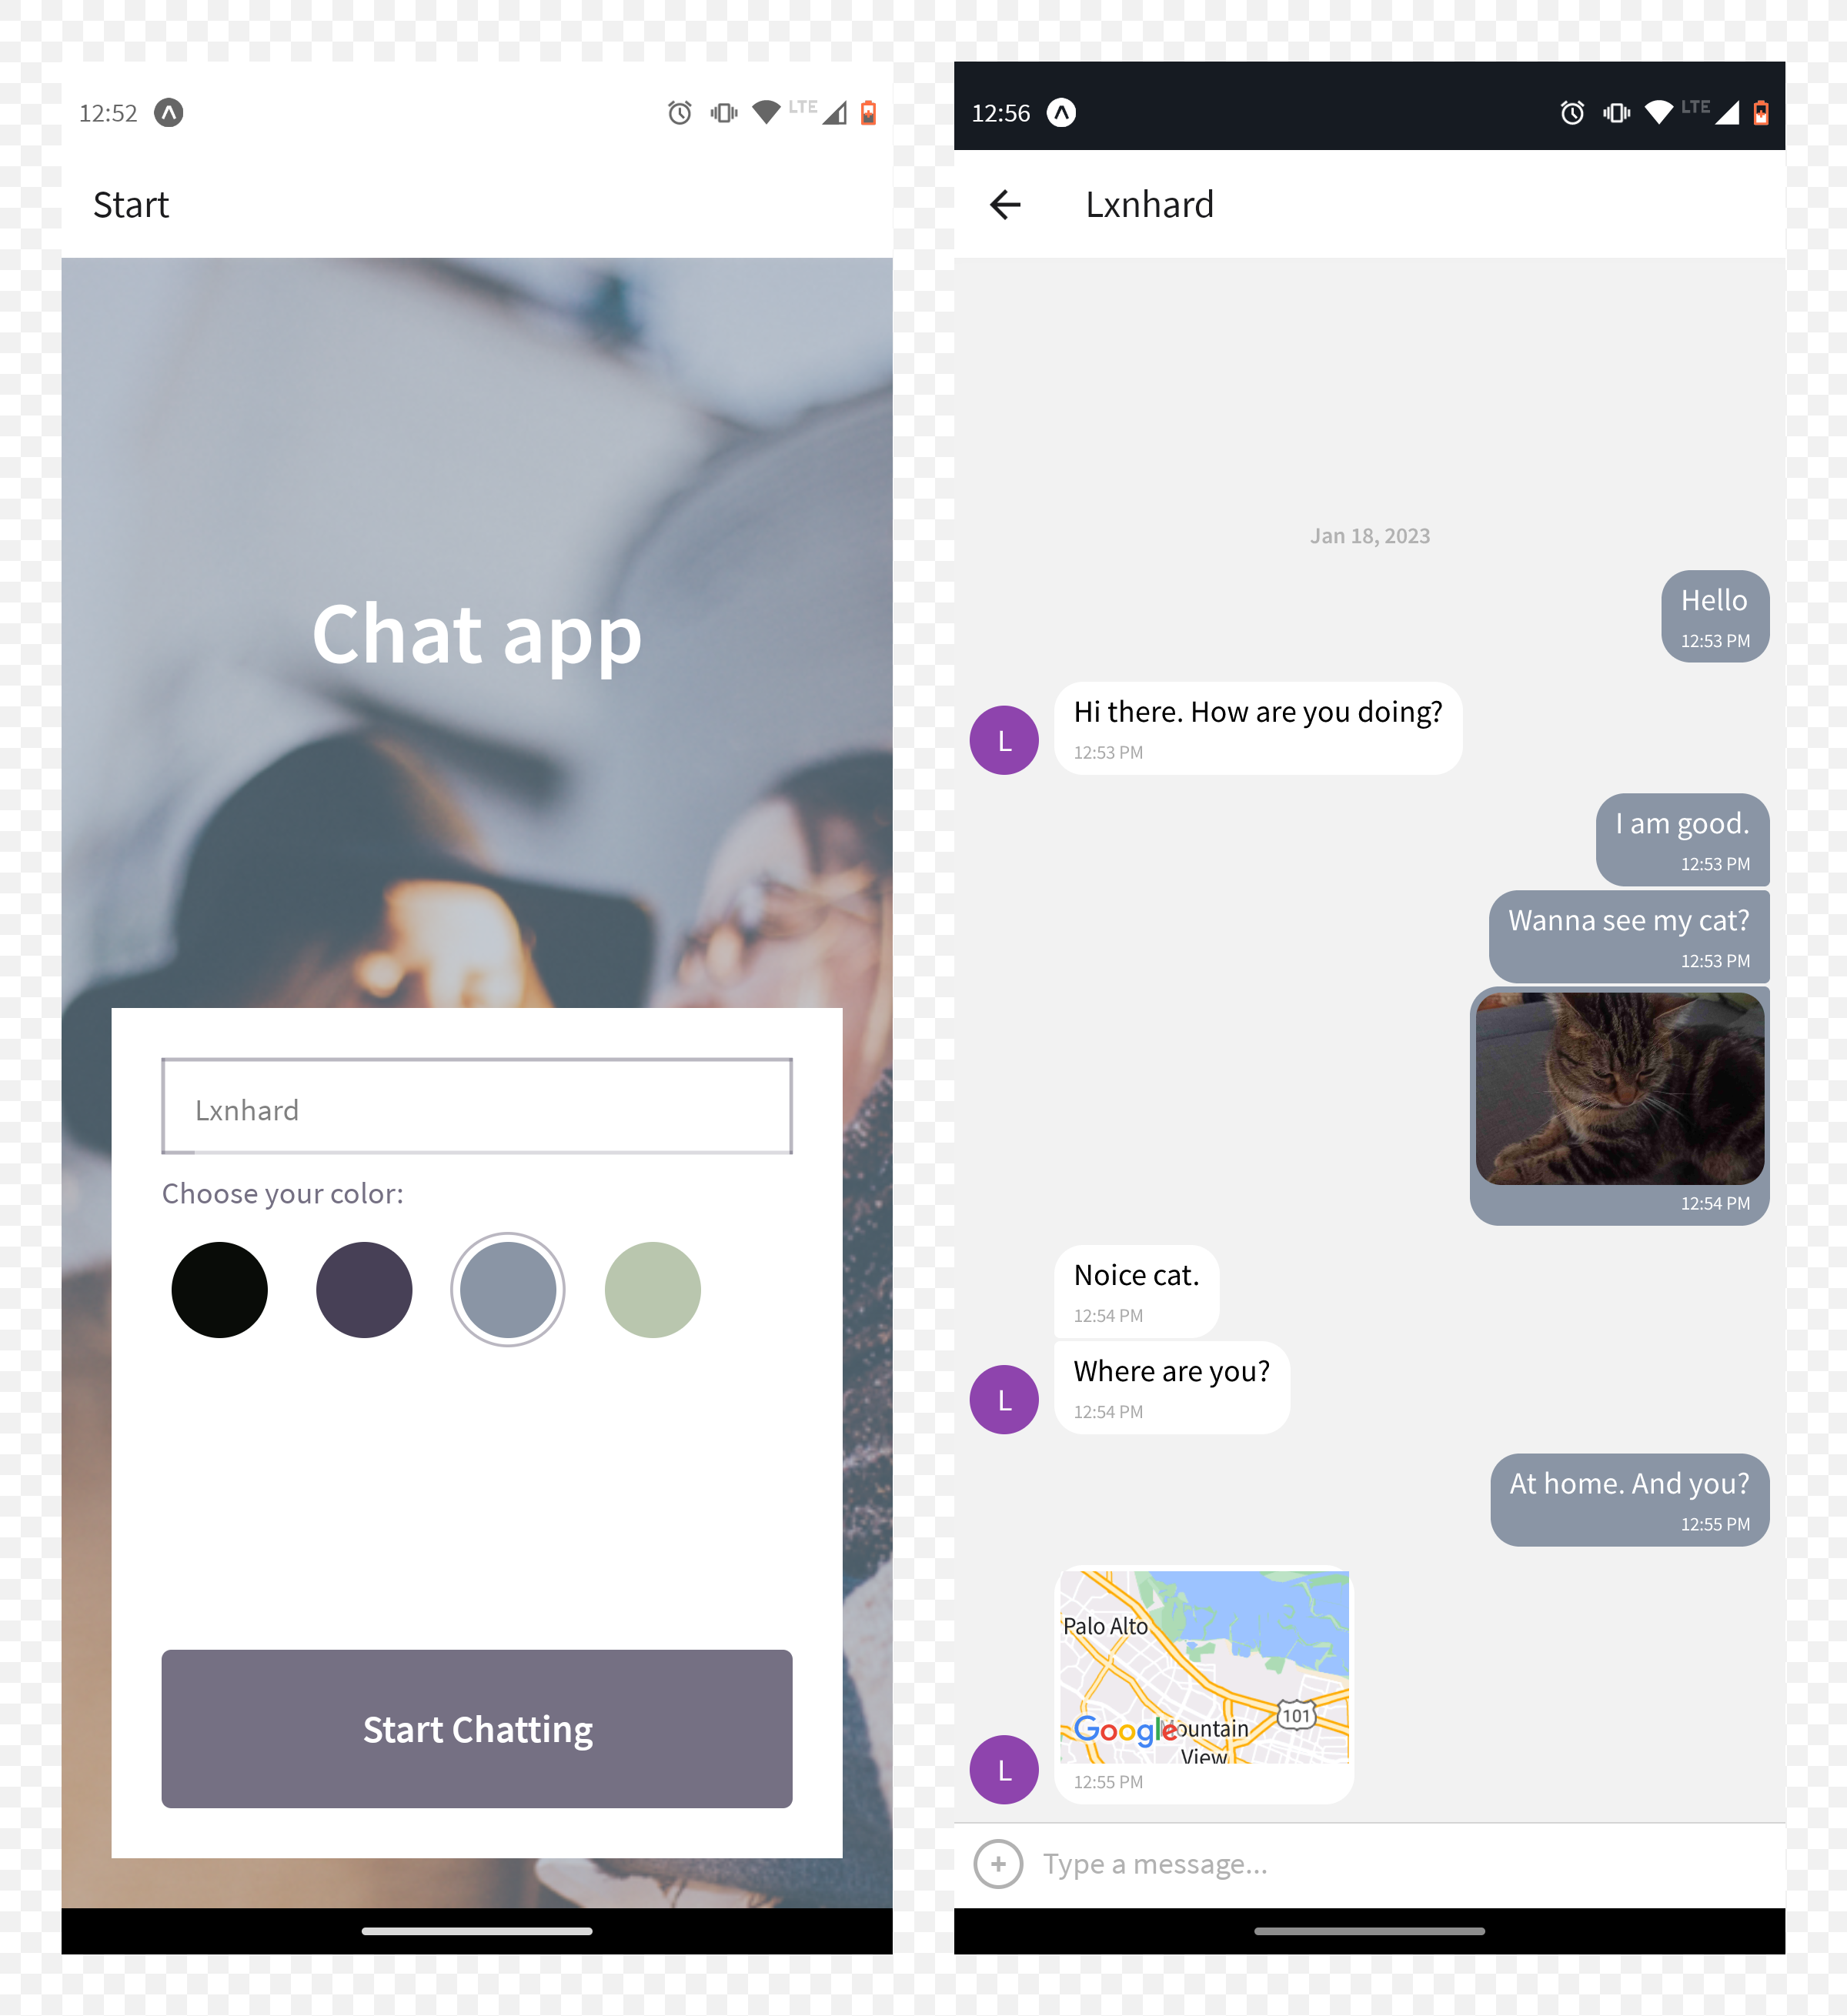 12:52
LTE
Start
Chat app
Lxnhard
Choose your color:
Start Chatting
12:56
LTE
Lxnhard
Jan 18, 2023
Hello
12:53 PM
L
Hi there. How are you doing?
12:53 PM
I am good.
12:53 PM
Wanna see my cat?
12:53 PM
12:54 PM
Noice cat.
12:54 PM
L
Where are you?
12:54 PM
At home. And you?
12:55 PM
Palo Alto
101
Google
ountain
View
L
12:55 PM
Type a message...